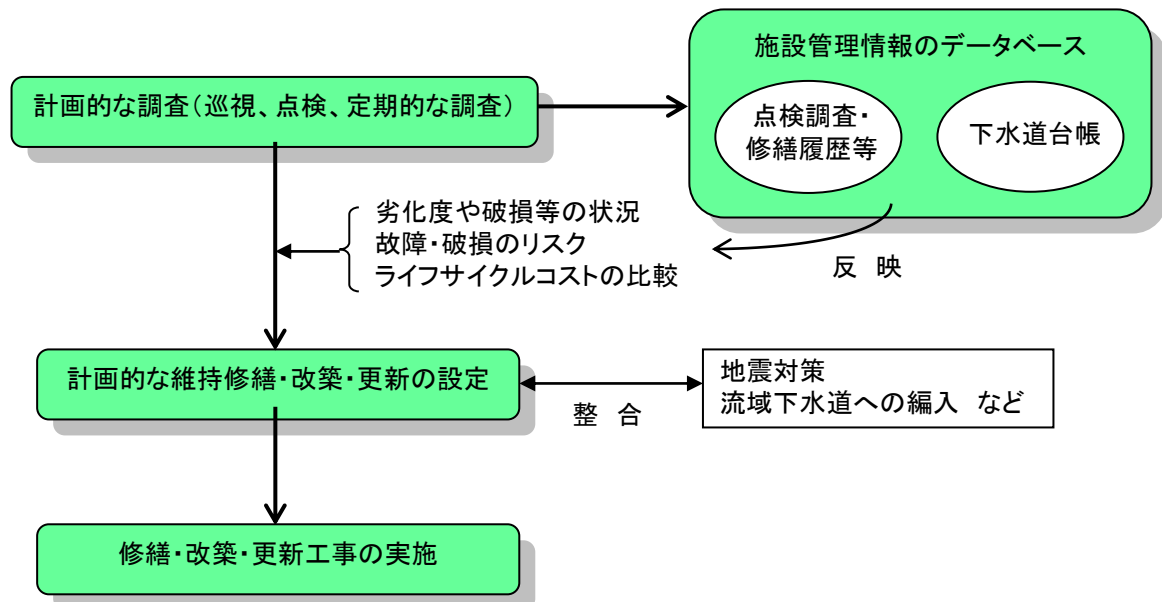 施設管理情報のデータベース
計画的な調査（巡視、点検、定期的な調査）
点検調査・
修繕履歴等
下水道台帳
劣化度や破損等の状況
故障・破損のリスク
ライフサイクルコストの比較
反 映
計画的な維持修繕・改築・更新の設定
整 合
地震対策
流域下水道への編入 など
修繕・改築・更新工事の実施